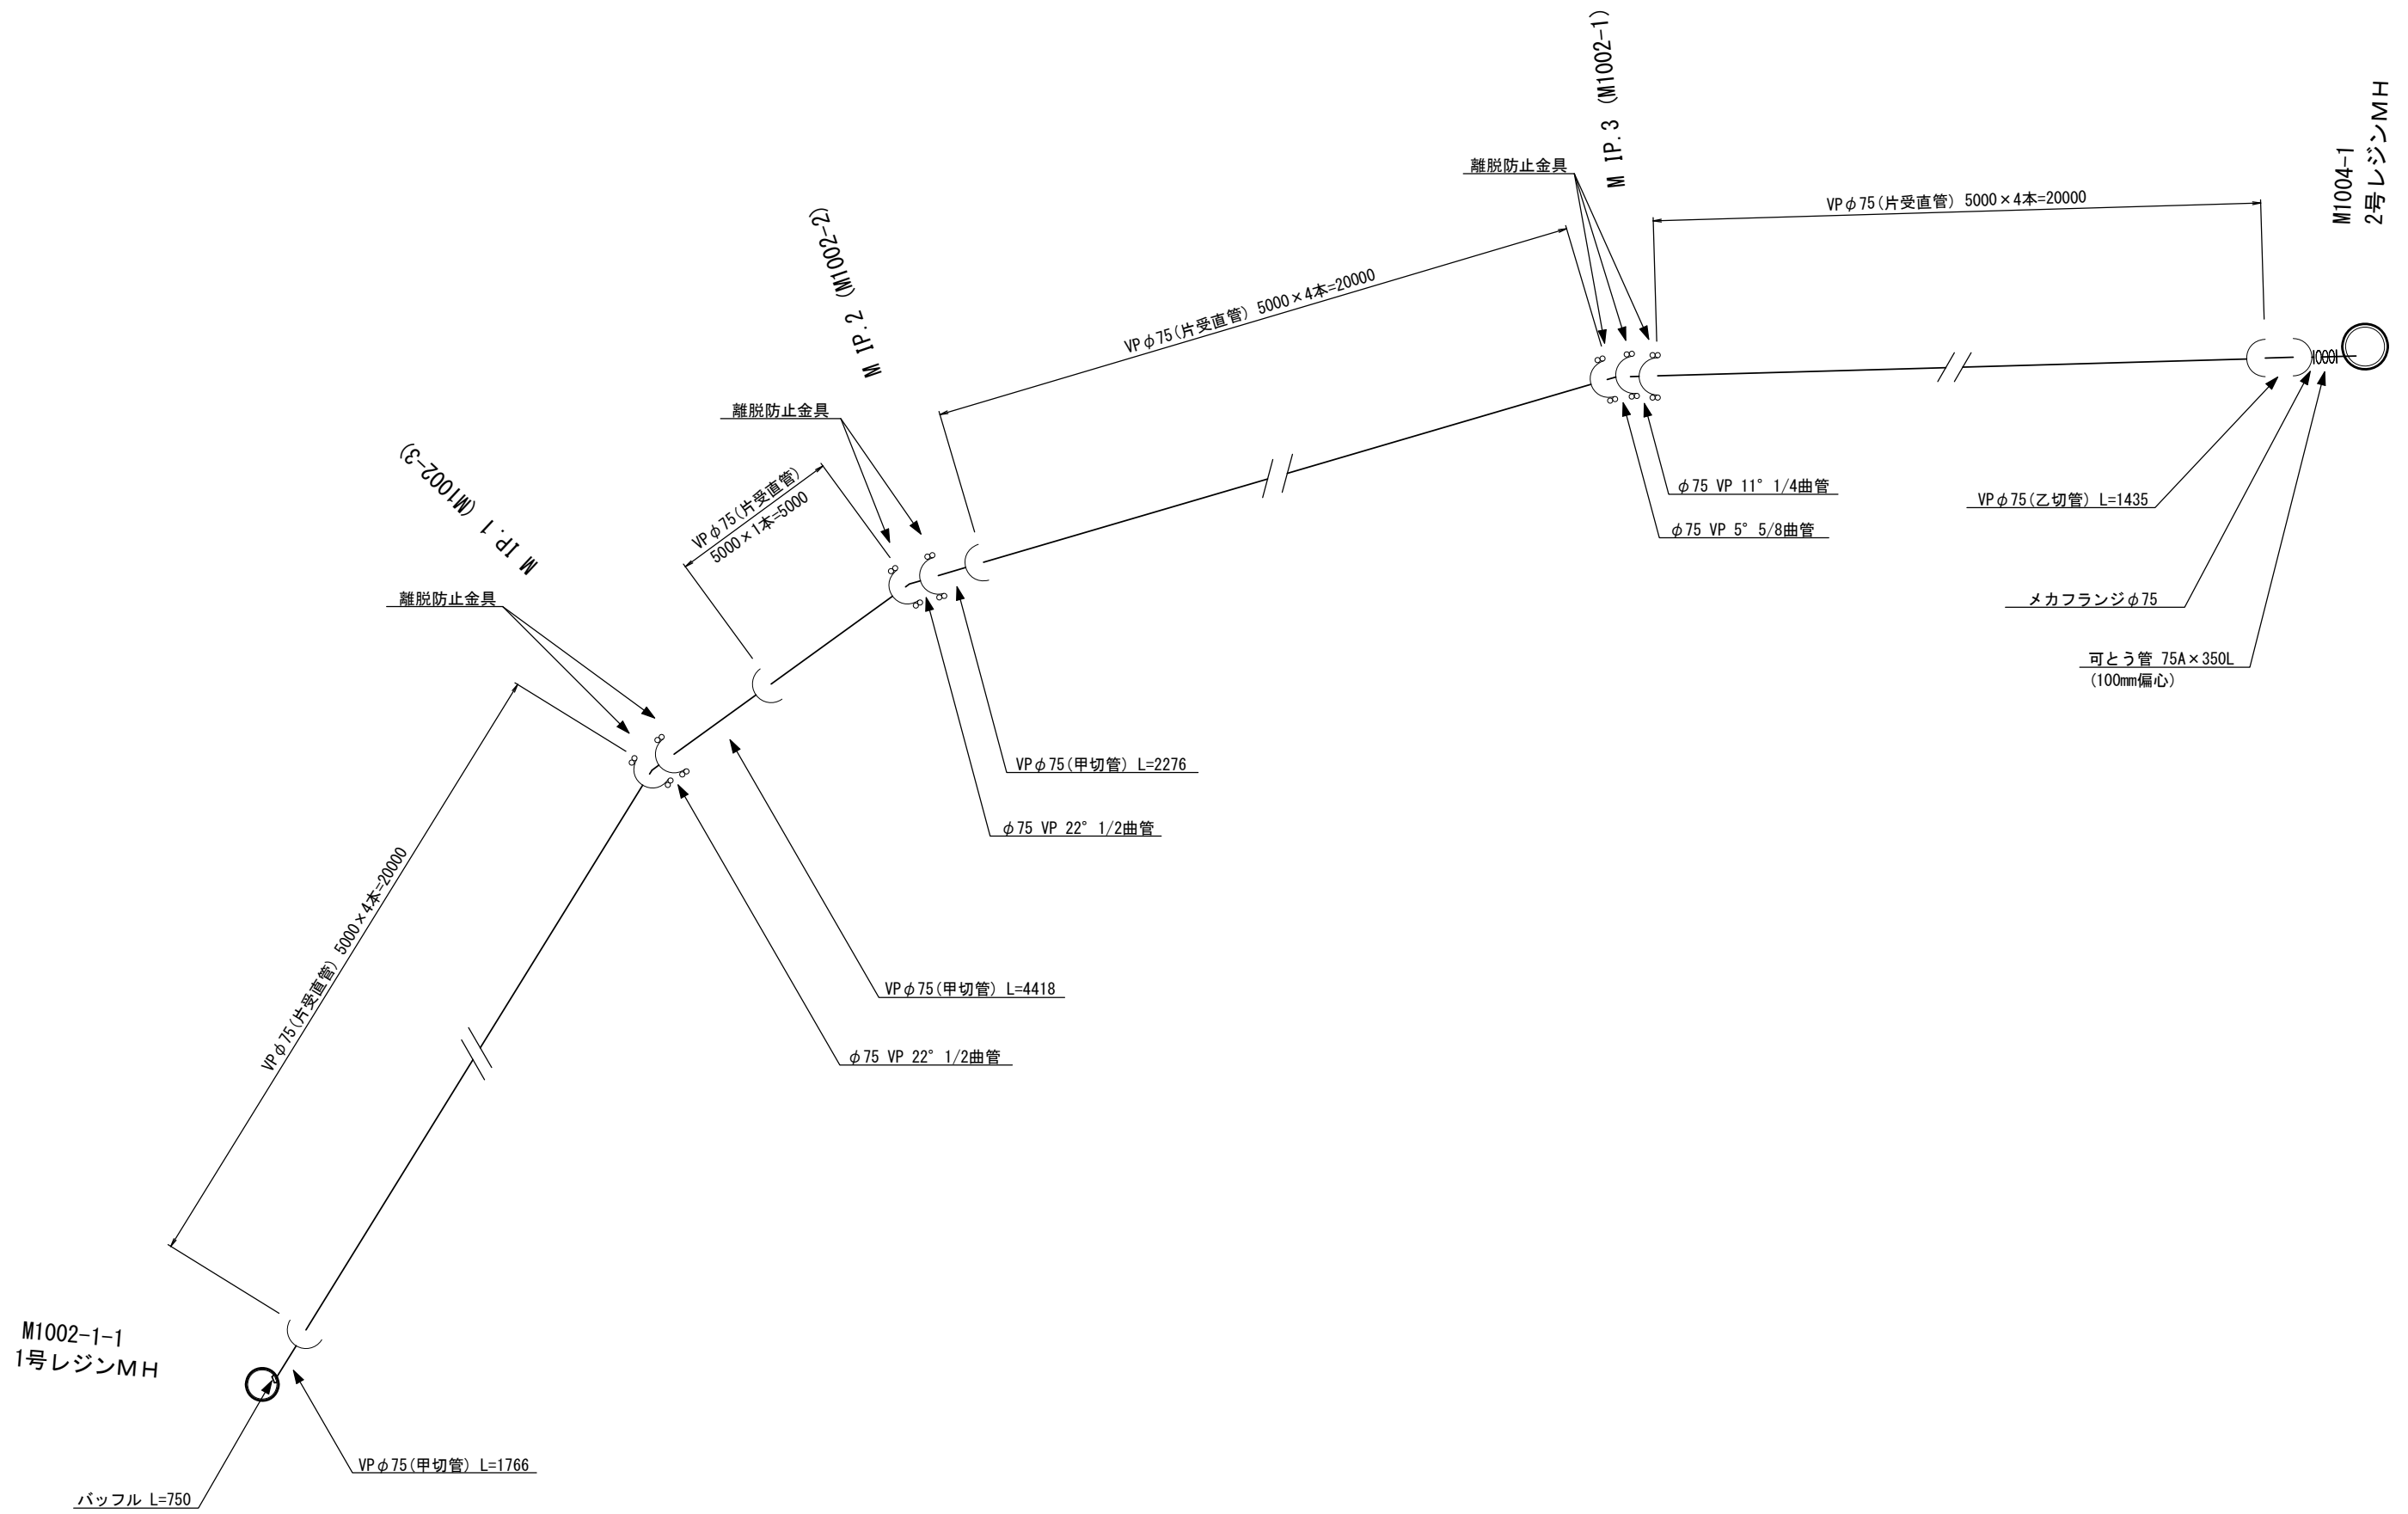 M IP.3 (M1002-1)
離脱防止金具
VPφ75(片受直管) 5000×4本=20000
M1004-1
2号レジンMH
M IP.2 (M1002-2)
VPφ75(片受直管) 5000×4本=20000
離脱防止金具
M IP.1 (M1002-3)
VPφ75(片受直管)
5000×1本=5000
φ75 VP 11°1/4曲管
φ75 VP 5°5/8曲管
VPφ75(乙切管) L=1435
メカフランジφ75
可とう管 75A×350L
(100mm偏心)
離脱防止金具
VPφ75(甲切管) L=2276
φ75 VP 22°1/2曲管
VPφ75(甲切管) L=4418
φ75 VP 22°1/2曲管
VPφ75(片受直管) 5000×4本=20000
M1002-1-1
1号レジンMH
VPφ75(甲切管) L=1766
バッフル L=750